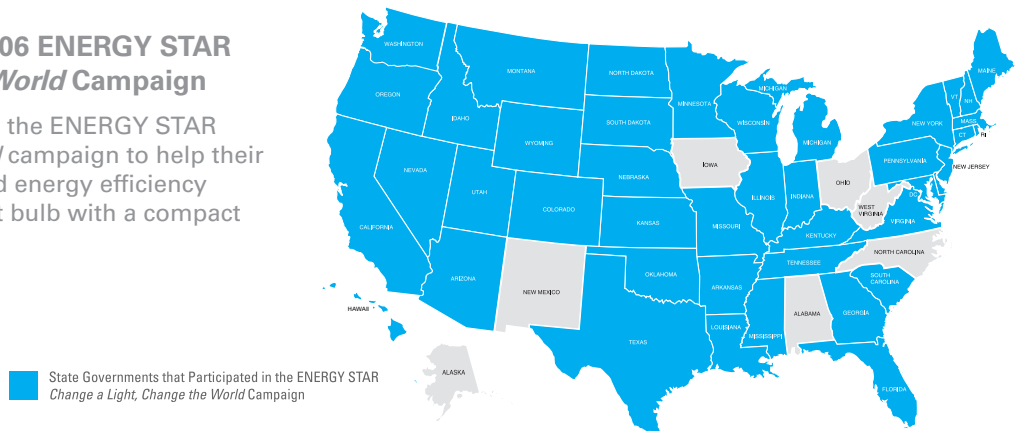 06 ENERGY STAR
World Campaign
the ENERGY STAR
campaign to help their
energy efficiency
bulb with a compact
WASHINGTON
OREGON
CALIFORNIA
NEVADA
IDAHO
MONTANA
WYOMING
UTAH
ARIZONA
COLORADO
NEW MEXICO
NORTH DAKOTA
SOUTH DAKOTA
NEBRASKA
KANSAS
OKLAHOMA
TEXAS
MINNESOTA
IOWA
MISSOURI
ARKANSAS
LOUISIANA
WISCONSIN
ILLINOIS
MICHIGAN
MICHIGAN
INDIANA
OHIO
KENTUCKY
TENNESSEE
MISSISSIPPI
ALABAMA
GEORGIA
FLORIDA
SOUTH
CAROLINA
NORTH CAROLINA
VIRGINIA
WEST
VIRGINIA
DC
PENNSYLVANIA
NEW JERSEY
NEW YORK
CT
RI
MASS
VT
NH
MAINE
HAWAII
ALASKA
State Governments that Participated in the ENERGY STAR
Change a Light, Change the World Campaign